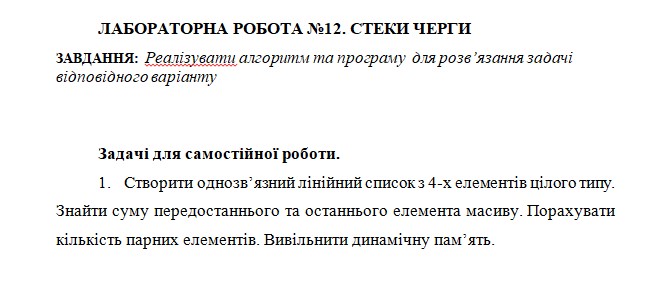 ЛАБОРАТОРНА РОБОТА №12. СТЕКИ ЧЕРГИ
ЗАВДАННЯ: Реалізувати алгоритм та програму для розв’язання задачі
відповідного варіанту
Задачі для самостійної роботи.
1. Створити однозв’язний лінійний список з 4-х елементів цілого типу.
Знайти суму передостаннього та останнього елемента масиву. Порахувати
кількість парних елементів. Вивільнити динамічну пам’ять.